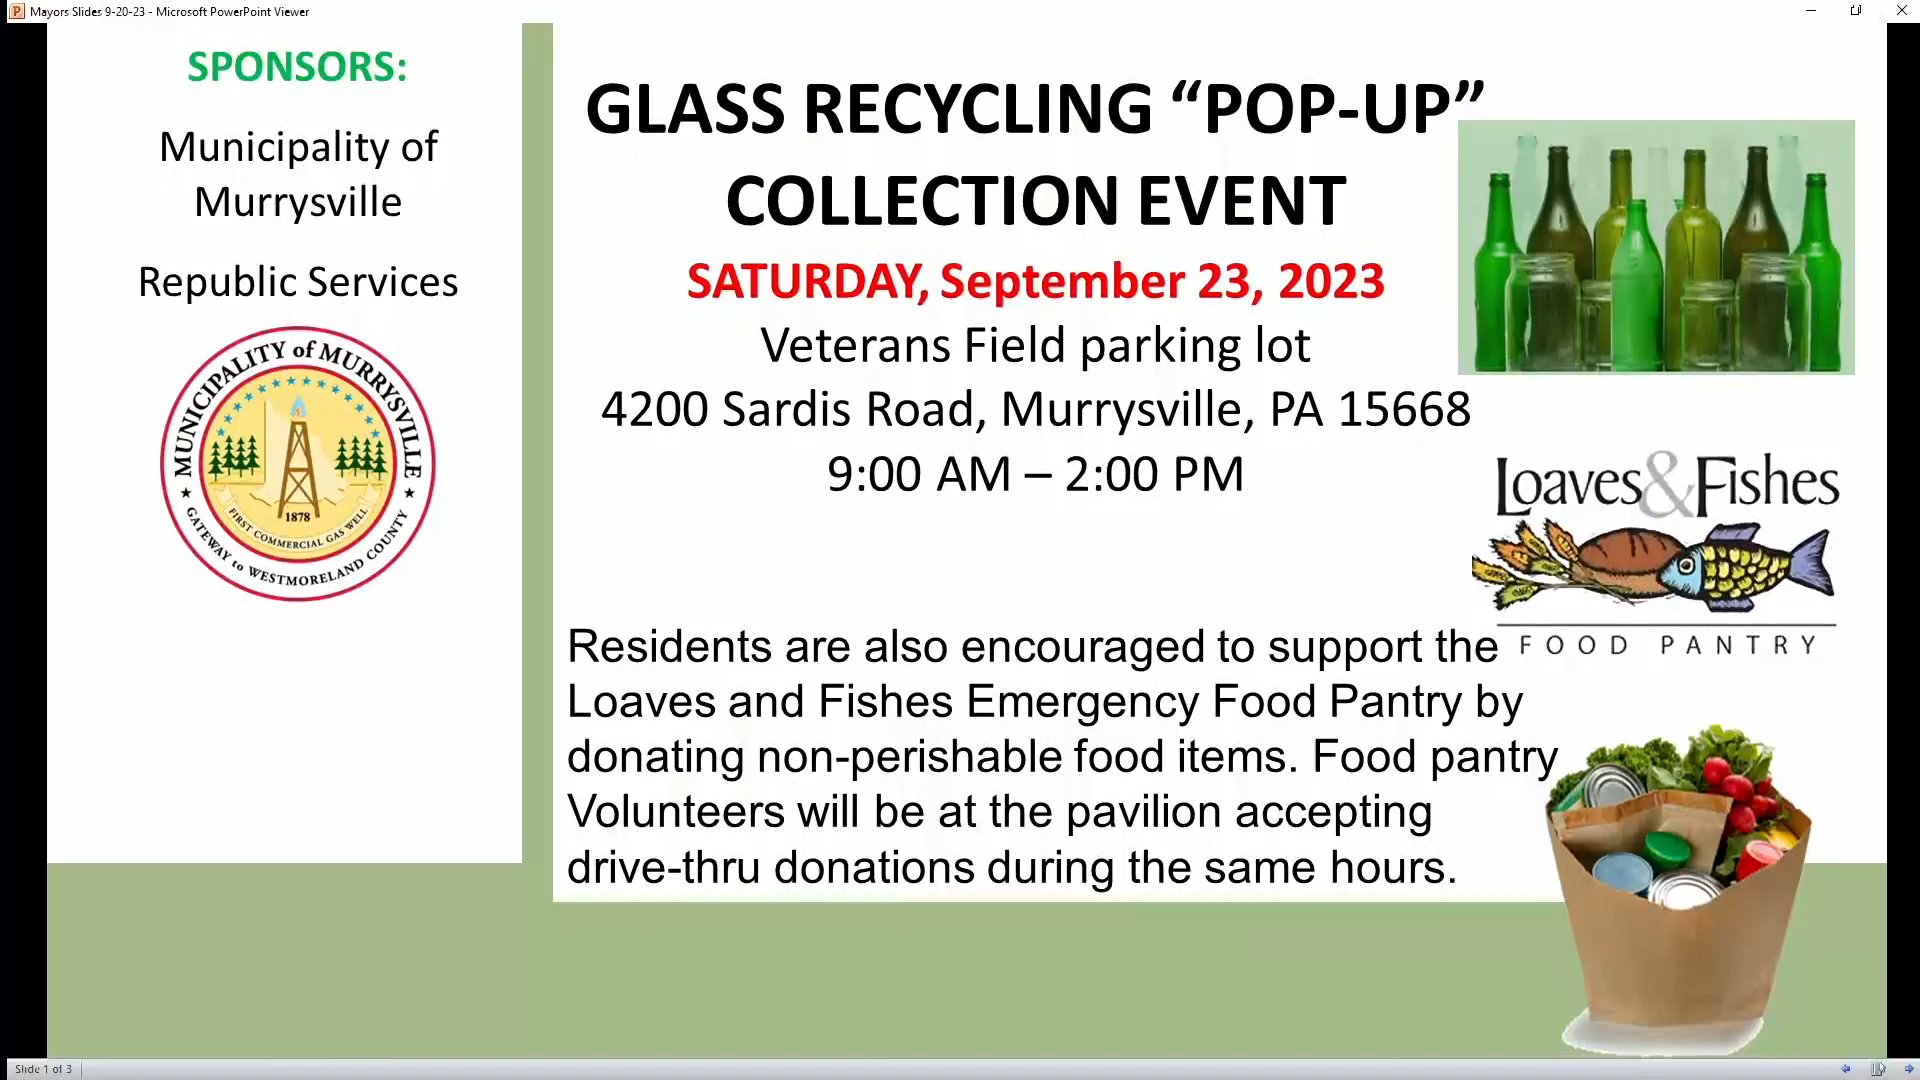 Mayors Slides 9-20-23 - Microsoft PowerPoint Viewer
SPONSORS:
Municipality of
Murrysville
Republic Services
MUNICIPALITY of MURRYSVILLE
1878
FIRST COMMERCIAL GAS WELL
GATEWAY to WESTMORELAND COUNTY
GLASS RECYCLING “POP-UP”
COLLECTION EVENT
SATURDAY, September 23, 2023
Veterans Field parking lot
4200 Sardis Road, Murrysville, PA 15668
9:00 AM – 2:00 PM
Loaves&Fishes
FOOD PANTRY
Residents are also encouraged to support the
Loaves and Fishes Emergency Food Pantry by
donating non-perishable food items. Food pantry
Volunteers will be at the pavilion accepting
drive-thru donations during the same hours.
Slide 1 of 3